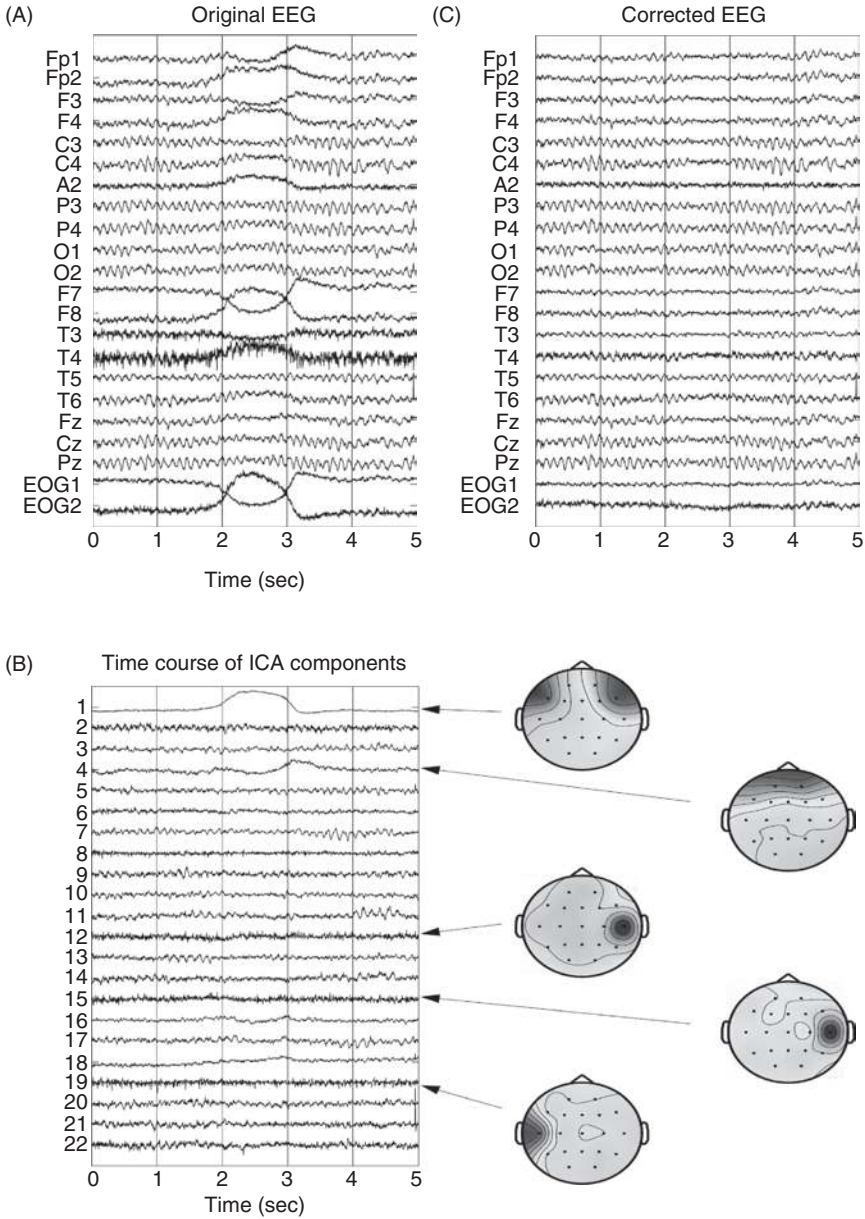 (A)
Original EEG
Fp1
Fp2
F3
F4
C3
C4
A2
P3
P4
O1
O2
F7
F8
T3
T4
T5
T6
Fz
Cz
Pz
EOG1
EOG2
0 1 2 3 4 5
Time (sec)
(C)
Corrected EEG
Fp1
Fp2
F3
F4
C3
C4
A2
P3
P4
O1
O2
F7
F8
T3
T4
T5
T6
Fz
Cz
Pz
EOG1
EOG2
0 1 2 3 4 5
(B)
Time course of ICA components
1
2
3
4
5
6
7
8
9
10
11
12
13
14
15
16
17
18
19
20
21
22
0 1 2 3 4 5
Time (sec)